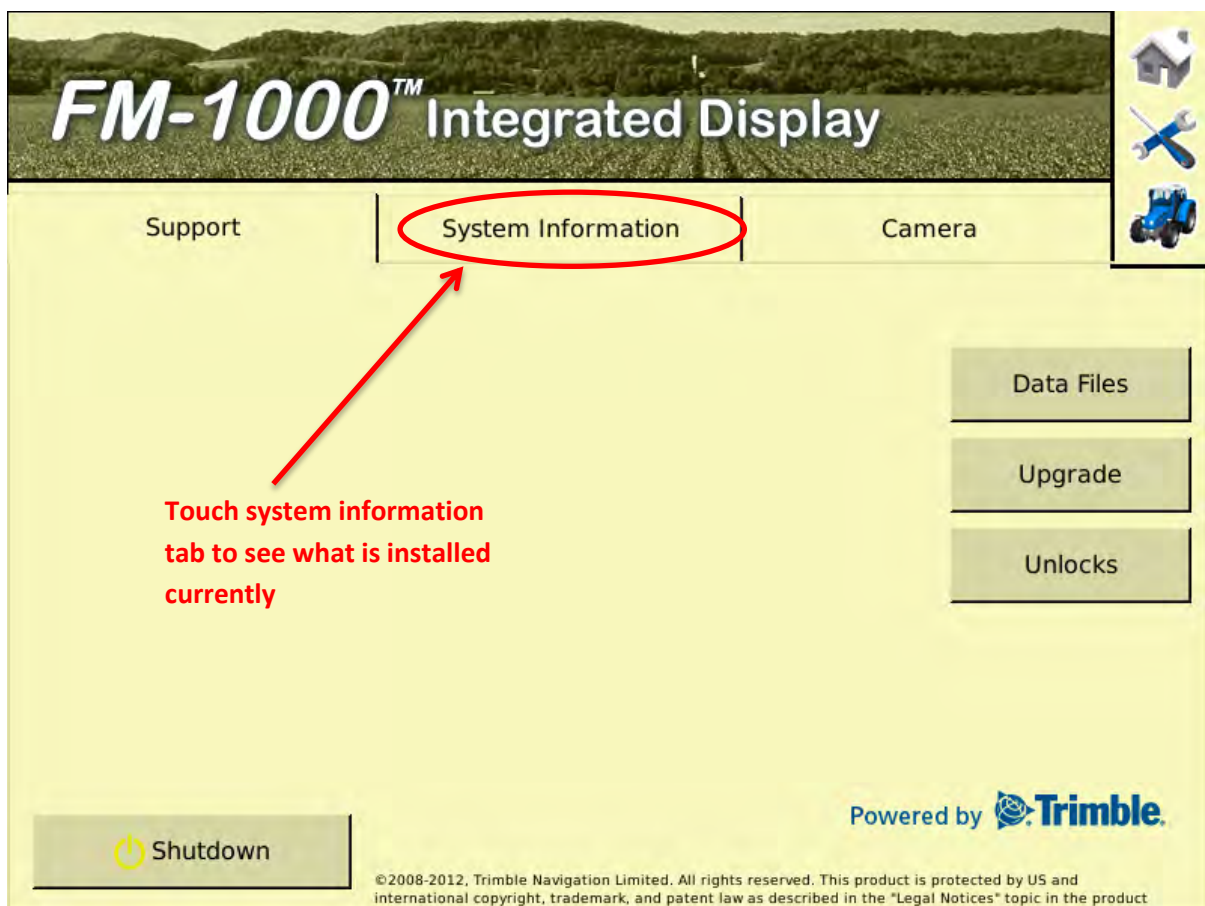 FM-1000™ Integrated Display
Support
System Information
Camera
Data Files
Upgrade
Unlocks
Touch system information
tab to see what is installed
currently
Powered by Trimble.
Shutdown
©2008-2012, Trimble Navigation Limited. All rights reserved. This product is protected by US and
international copyright, trademark, and patent law as described in the "Legal Notices" topic in the product